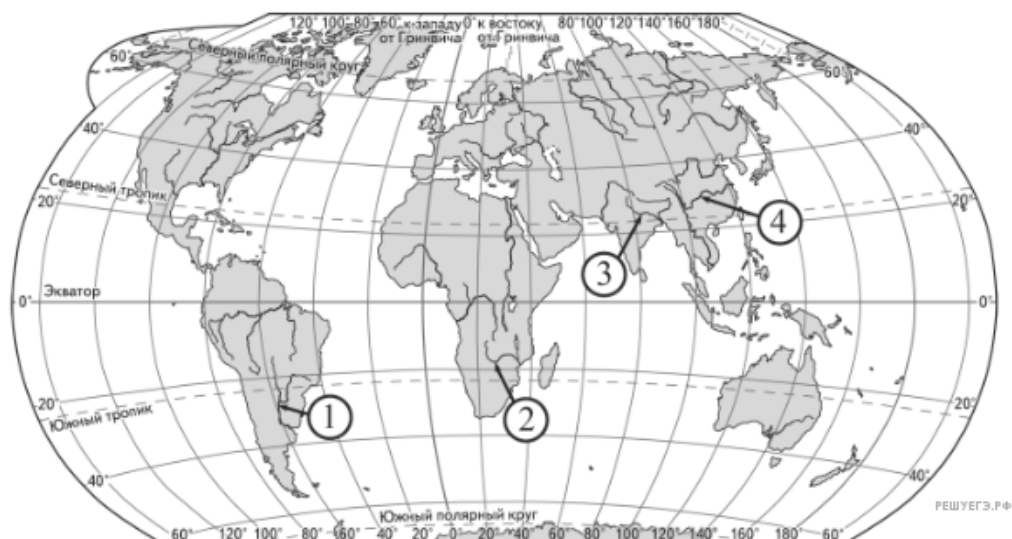 120° 100° 80° 60° к западу 0° к востоку 80° 100° 120° 140° 160° 180°
от Гринвича от Гринвича
Северный полярный круг
60° 60°
40° 40°
Северный тропик
20° 20°
4
3
Экватор
0° 0°
20° 20°
Южный тропик
1
2
40° 40°
РЕШУЕГЭ.РФ
Южный полярный круг
60° 120° 100° 80° 60° 40° 20° 0° 20° 40° 60° 80° 100° 120° 140° 160° 180° 60°